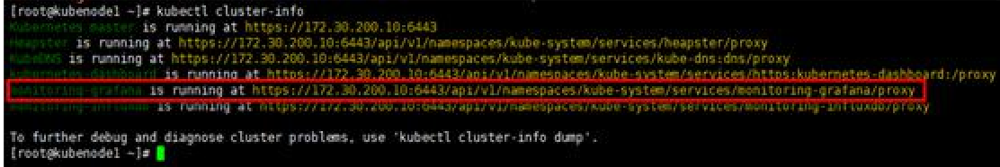 [root@kubenode1 ~]# kubectl cluster-info
Kubernetes master is running at https://172.30.200.10:6443
Heapster is running at https://172.30.200.10:6443/api/v1/namespaces/kube-system/services/heapster/proxy
KubeDNS is running at https://172.30.200.10:6443/api/v1/namespaces/kube-system/services/kube-dns:dns/proxy
kubernetes-dashboard is running at https://172.30.200.10:6443/api/v1/namespaces/kube-system/services/https:kubernetes-dashboard:/proxy
monitoring-grafana is running at https://172.30.200.10:6443/api/v1/namespaces/kube-system/services/monitoring-grafana/proxy
monitoring-influxdb is running at https://172.30.200.10:6443/api/v1/namespaces/kube-system/services/monitoring-influxdb/proxy
To further debug and diagnose cluster problems, use 'kubectl cluster-info dump'.
[root@kubenode1 ~]#